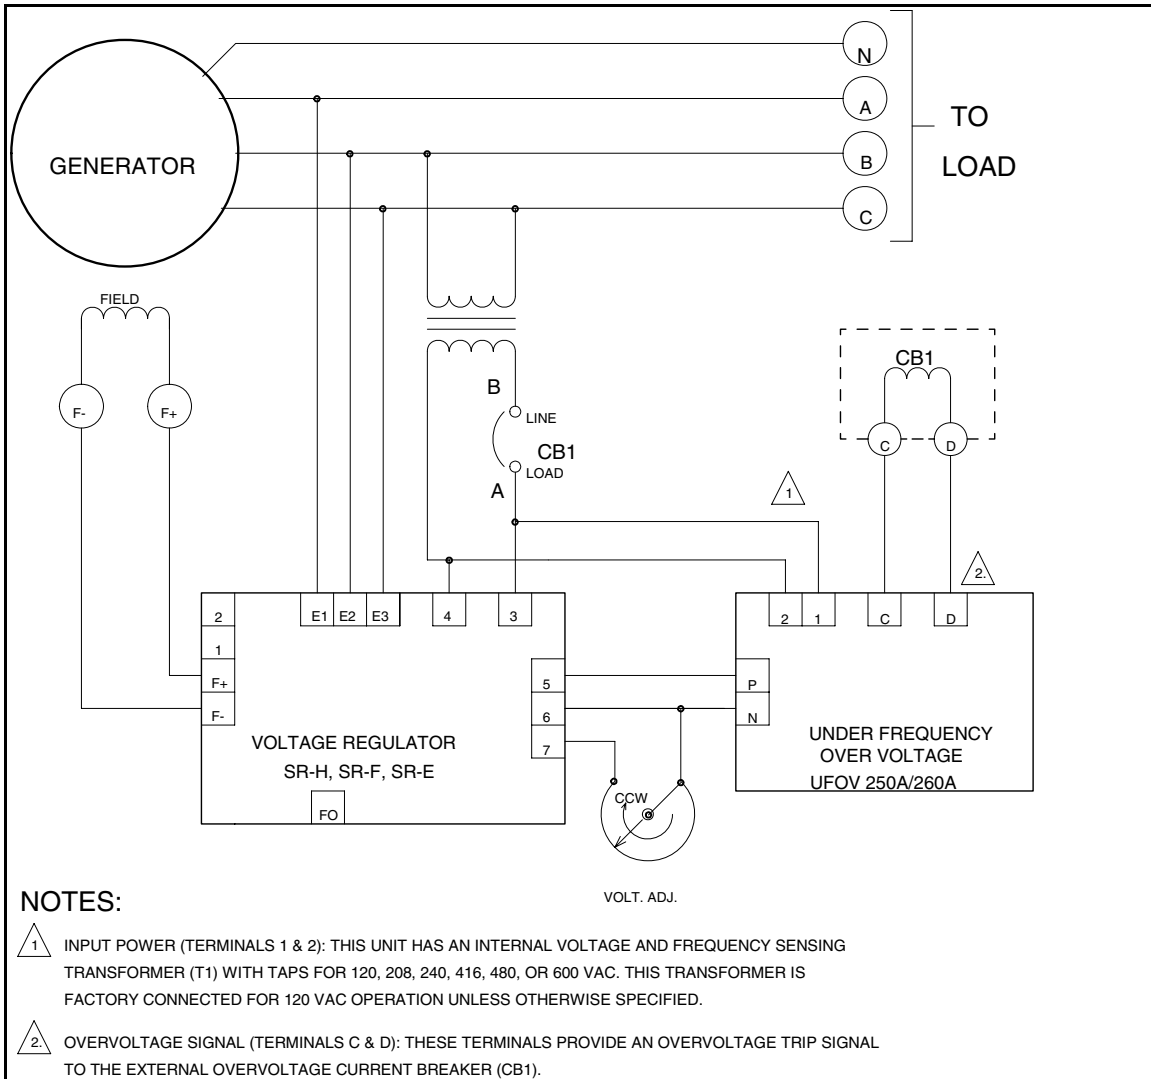 N
A
TO
GENERATOR
B
LOAD
C
FIELD
CB1
B
F-
F+
LINE
CB1
C
D
LOAD
A
1
2.
2
E1 E2 E3 4 3
2 1 C D
1
F+
5
P
F-
6
N
VOLTAGE REGULATOR
7
UNDER FREQUENCY
OVER VOLTAGE
SR-H, SR-F, SR-E
UFOV 250A/260A
CCW
FO
VOLT. ADJ.
NOTES:
1 INPUT POWER (TERMINALS 1 & 2): THIS UNIT HAS AN INTERNAL VOLTAGE AND FREQUENCY SENSING
TRANSFORMER (T1) WITH TAPS FOR 120, 208, 240, 416, 480, OR 600 VAC. THIS TRANSFORMER IS
FACTORY CONNECTED FOR 120 VAC OPERATION UNLESS OTHERWISE SPECIFIED.
2. OVERVOLTAGE SIGNAL (TERMINALS C & D): THESE TERMINALS PROVIDE AN OVERVOLTAGE TRIP SIGNAL
TO THE EXTERNAL OVERVOLTAGE CURRENT BREAKER (CB1).